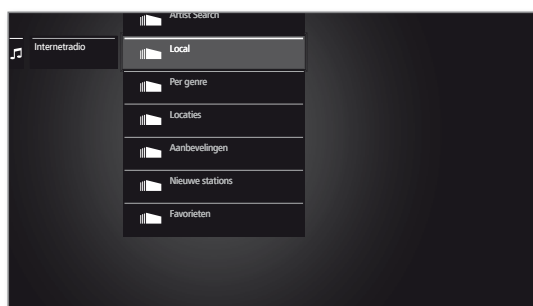 Artist Search
Internetradio
Local
Per genre
Locaties
Aanbevelingen
Nieuwe stations
Favorieten